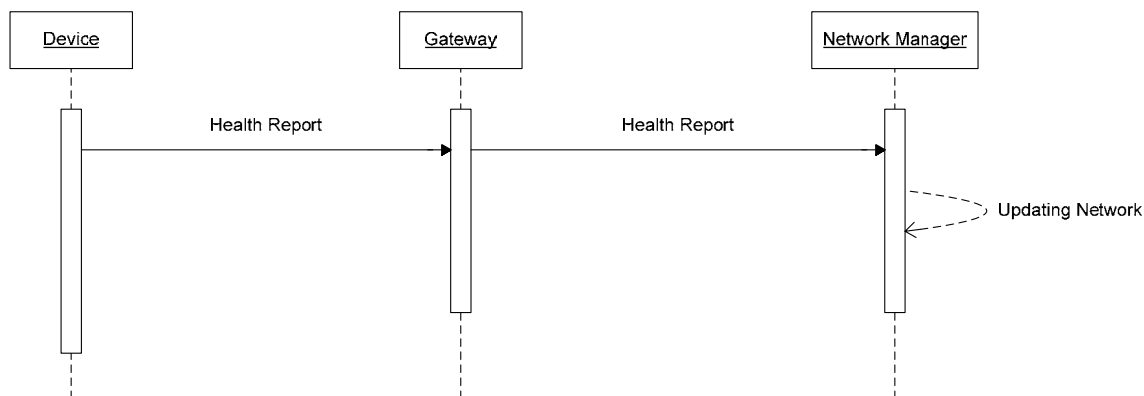 Device
Gateway
Network Manager
Health Report
Health Report
Updating Network